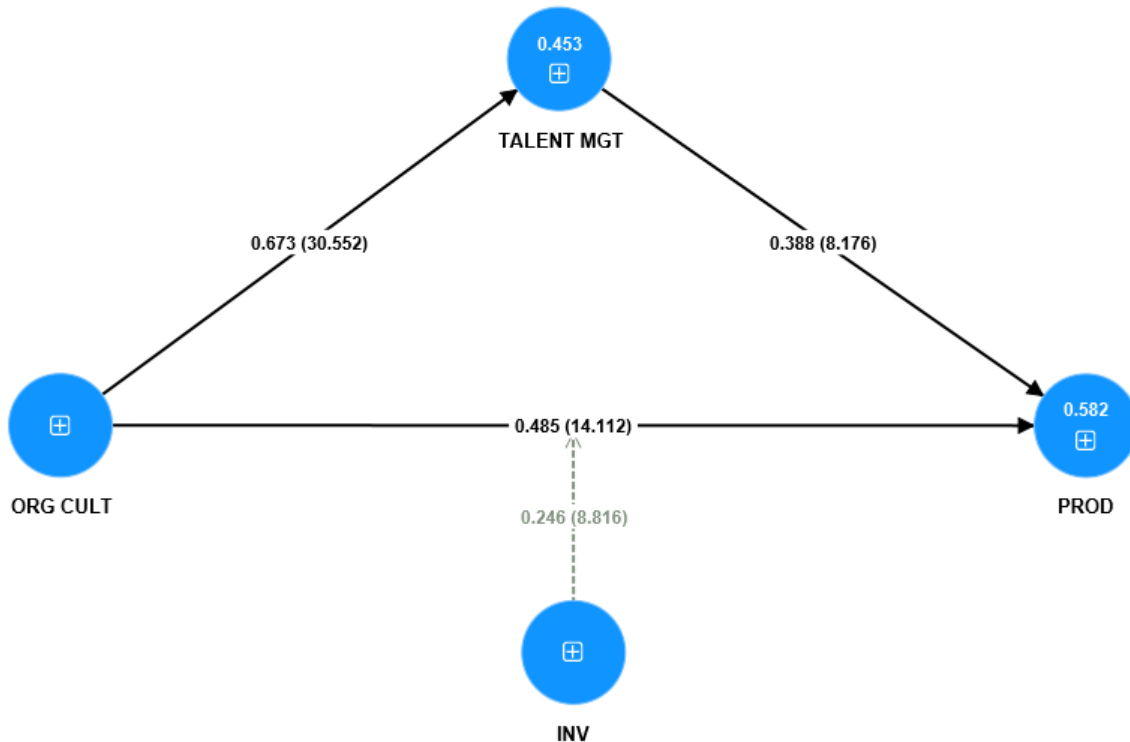 0.453
TALENT MGT
0.673 (30.552)
0.388 (8.176)
0.582
0.485 (14.112)
ORG CULT
PROD
0.246 (8.816)
INV